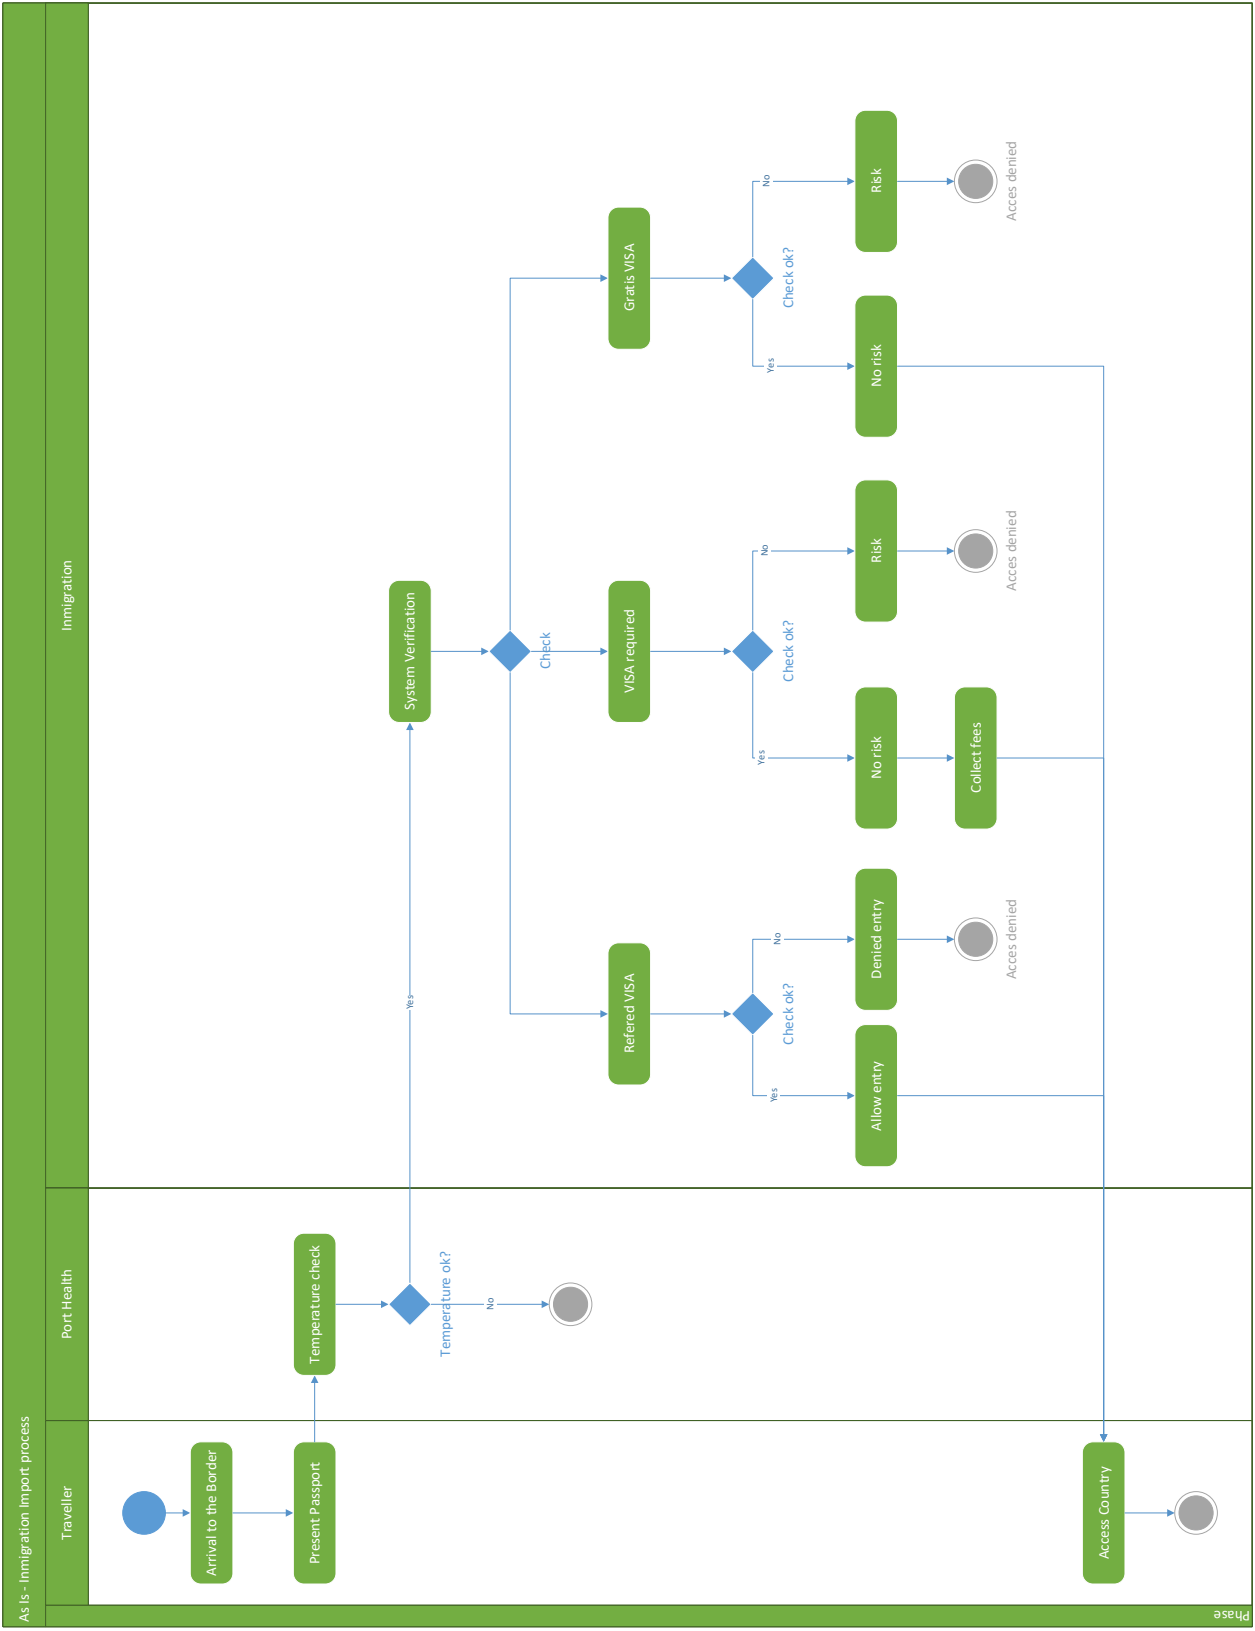 As Is - Inmigration Import process
Traveller
Port Health
Inmigration
Phase
Arrival to the Border
Present Passport
Temperature check
Temperature ok?
No
Yes
System Verification
Check
Refered VISA
VISA required
Gratis VISA
Check ok?
Check ok?
Check ok?
Yes
No
Yes
No
Yes
No
Allow entry
Denied entry
No risk
Risk
No risk
Risk
Collect fees
Acces denied
Acces denied
Acces denied
Access Country